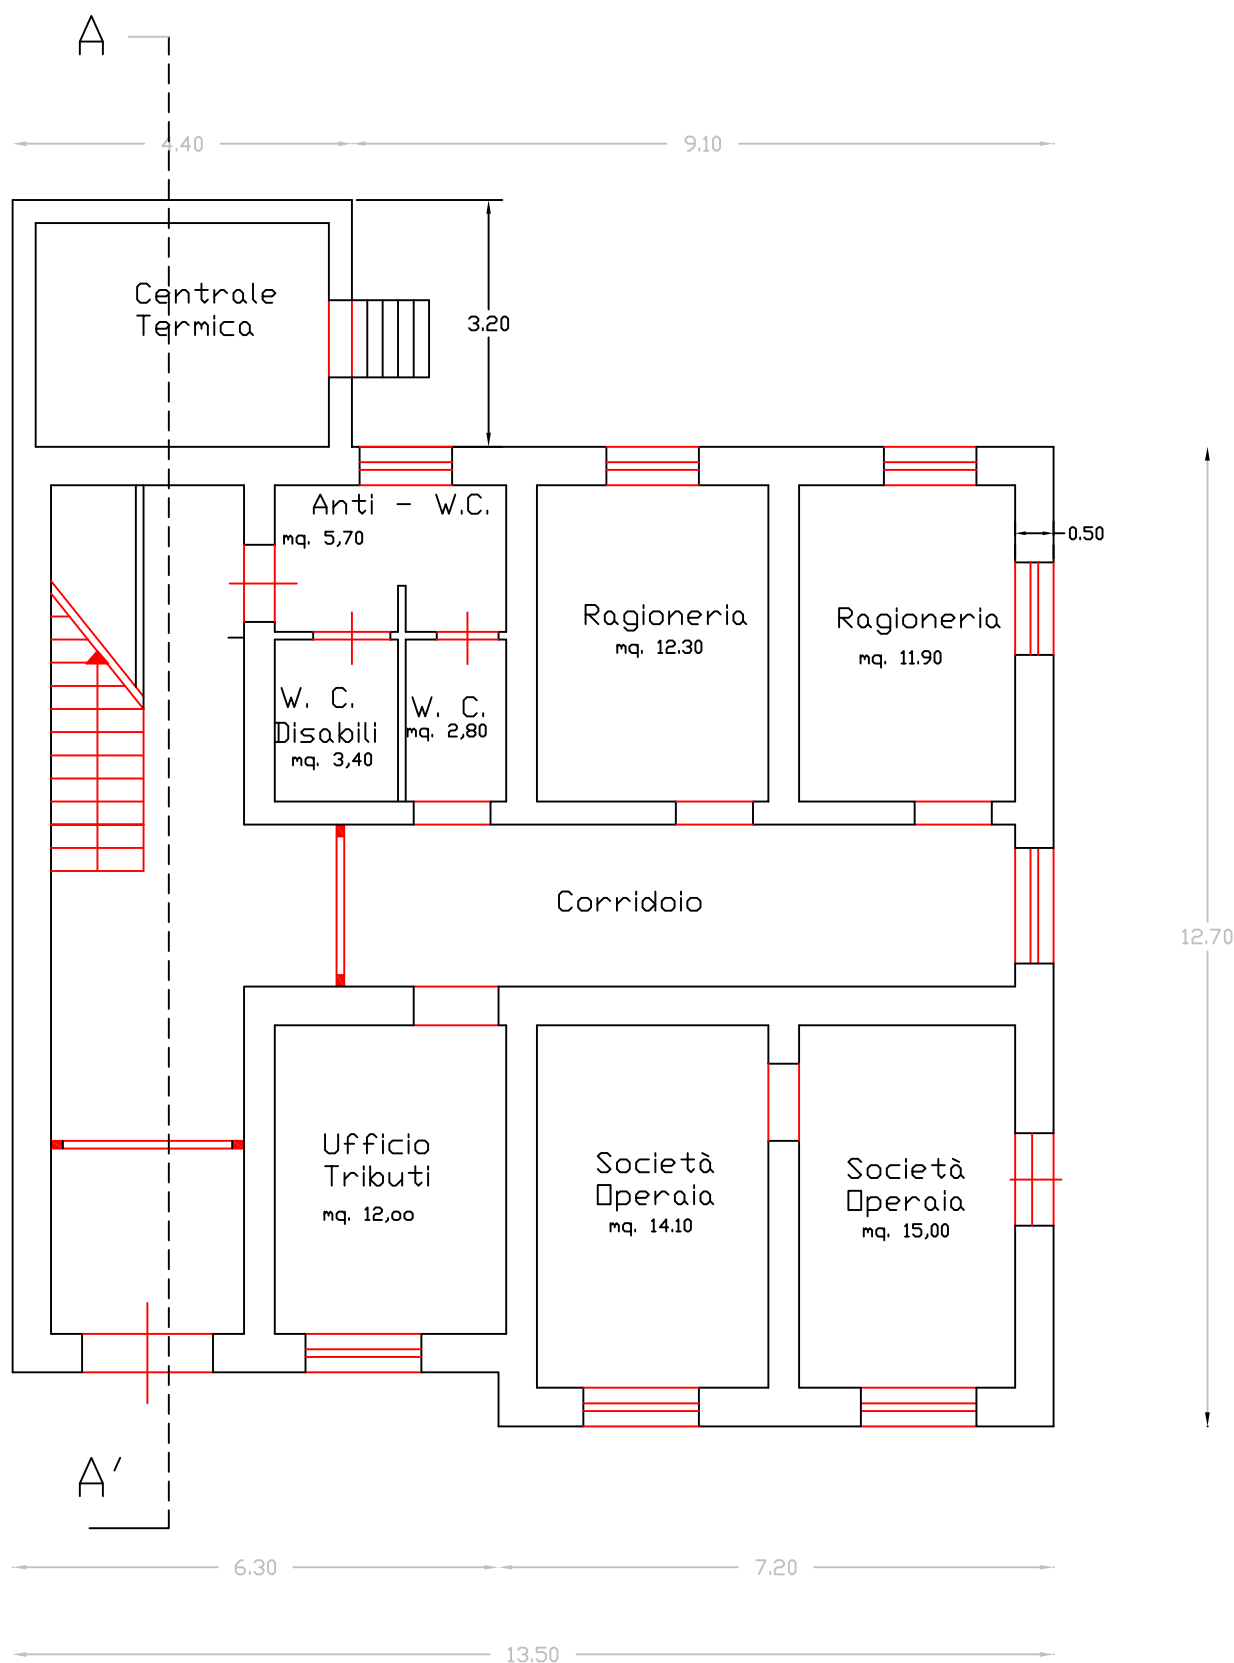 A
4.40
9.10
Centrale
Termica
3.20
Anti - W.C.
mq. 5,70
0.50
Ragioneria
mq. 12.30
Ragioneria
mq. 11.90
W. C.
Disabili
mq. 3,40
W. C.
mq. 2,80
Corridoio
12.70
Ufficio
Tributi
mq. 12,oo
Società
Operaia
mq. 14.10
Società
Operaia
mq. 15,00
A'
6.30
7.20
13.50